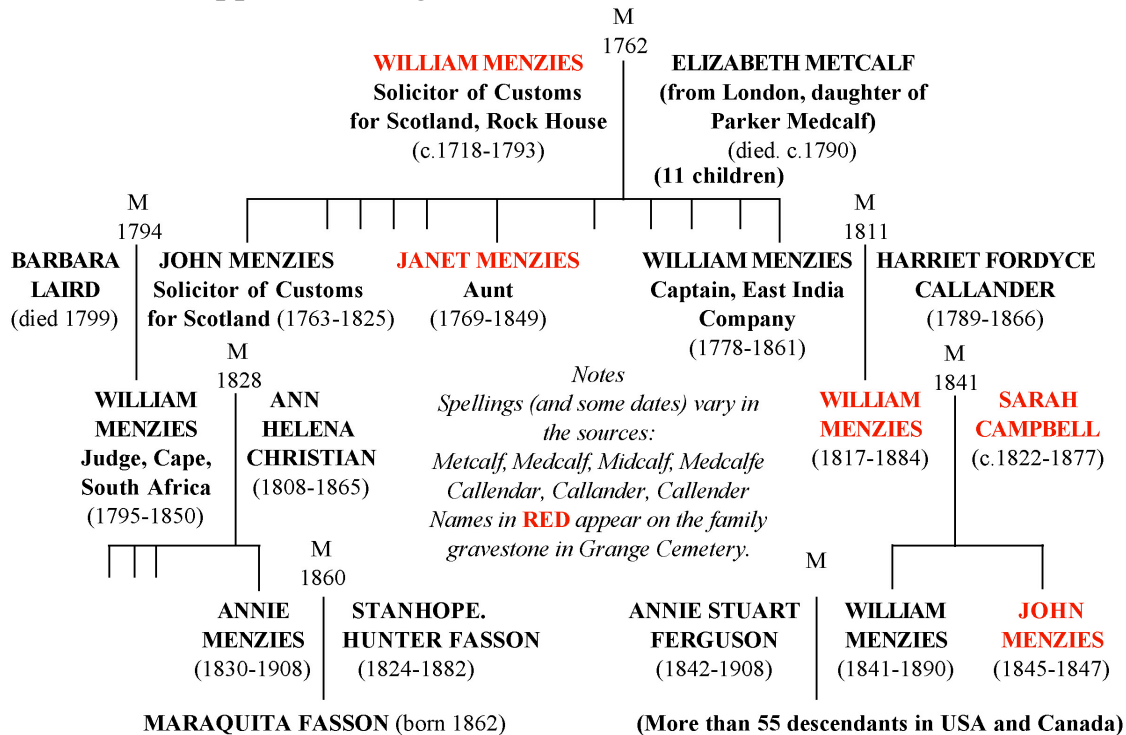 M
1762
WILLIAM MENZIES
Solicitor of Customs
for Scotland, Rock House
(c.1718-1793)
ELIZABETH METCALF
(from London, daughter of
Parker Medcalf)
(died. c.1790)
(11 children)
M
1794
BARBARA
LAIRD
(died 1799)
JOHN MENZIES
Solicitor of Customs
for Scotland (1763-1825)
JANET MENZIES
Aunt
(1769-1849)
WILLIAM MENZIES
Captain, East India
Company
(1778-1861)
M
1811
HARRIET FORDYCE
CALLANDER
(1789-1866)
WILLIAM
MENZIES
Judge, Cape,
South Africa
(1795-1850)
M
1828
ANN
HELENA
CHRISTIAN
(1808-1865)
Notes
Spellings (and some dates) vary in
the sources:
Metcalf, Medcalf, Midcalf, Medcalfe
Callendar, Callander, Callender
Names in RED appear on the family
gravestone in Grange Cemetery.
WILLIAM
MENZIES
(1817-1884)
M
1841
SARAH
CAMPBELL
(c.1822-1877)
ANNIE
MENZIES
(1830-1908)
M
1860
STANHOPE.
HUNTER FASSON
(1824-1882)
MARAQUITA FASSON (born 1862)
ANNIE STUART
FERGUSON
(1842-1908)
M
WILLIAM
MENZIES
(1841-1890)
JOHN
MENZIES
(1845-1847)
(More than 55 descendants in USA and Canada)